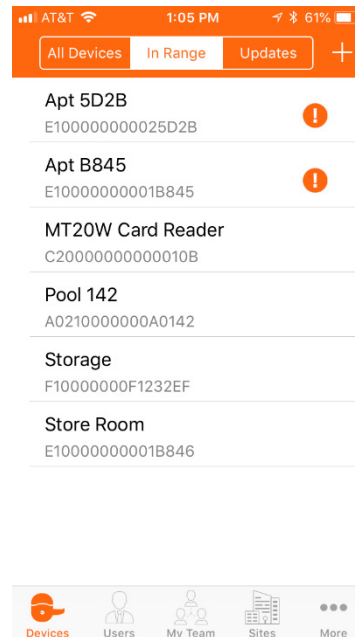 AT&T 1:05 PM 61%
All Devices In Range Updates +
Apt 5D2B
E100000000025D2B
!
Apt B845
E10000000001B845
!
MT20W Card Reader
C20000000000010B
Pool 142
A0210000000A0142
Storage
F10000000F1232EF
Store Room
E10000000001B846
Devices Users My Team Sites More